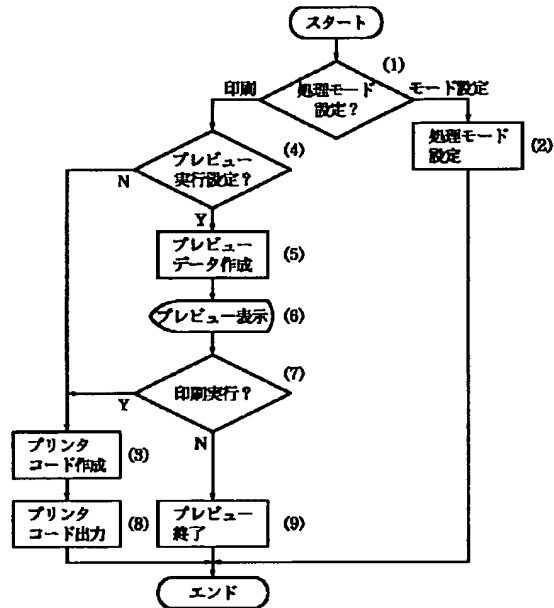 スタート
(1)
印刷
処理モード
設定?
モード設定
処理モード
設定
(2)
(4)
プレビュー
実行設定?
N
Y
プレビュー
データ作成
(5)
プレビュー表示
(6)
(7)
印刷実行?
Y
N
プリンタ
コード作成
(3)
プリンタ
コード出力
(8)
プレビュー
終了
(9)
エンド